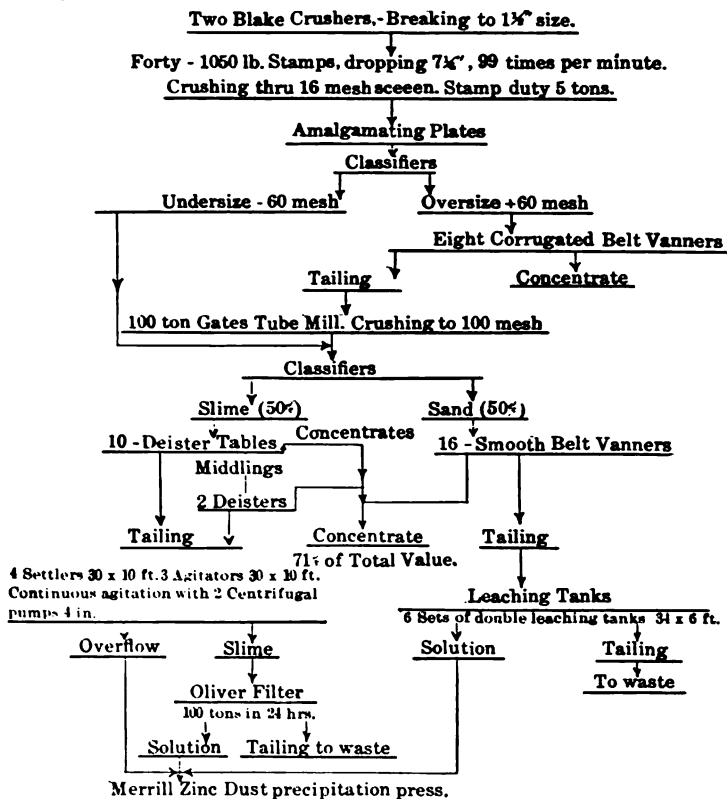 Two Blake Crushers,-Breaking to 1½" size.
Forty - 1050 lb. Stamps, dropping 7¼", 99 times per minute.
Crushing thru 16 mesh sceeen. Stamp duty 5 tons.
Amalgamating Plates
Classifiers
Undersize - 60 mesh
Oversize +60 mesh
Eight Corrugated Belt Vanners
Tailing
Concentrate
100 ton Gates Tube Mill. Crushing to 100 mesh
Classifiers
Slime (50%)
Sand (50%)
10 - Deister Tables
Concentrates
16 - Smooth Belt Vanners
Middlings
2 Deisters
Tailing
Concentrate
Tailing
71% of Total Value.
4 Settlers 30 x 10 ft. 3 Agitators 30 x 10 ft.
Continuous agitation with 2 Centrifugal
pumps 4 in.
Leaching Tanks
6 Sets of double leaching tanks 34 x 6 ft.
Overflow
Slime
Solution
Tailing
To waste
Oliver Filter
100 tons in 24 hrs.
Solution
Tailing to waste
Merrill Zinc Dust precipitation press.